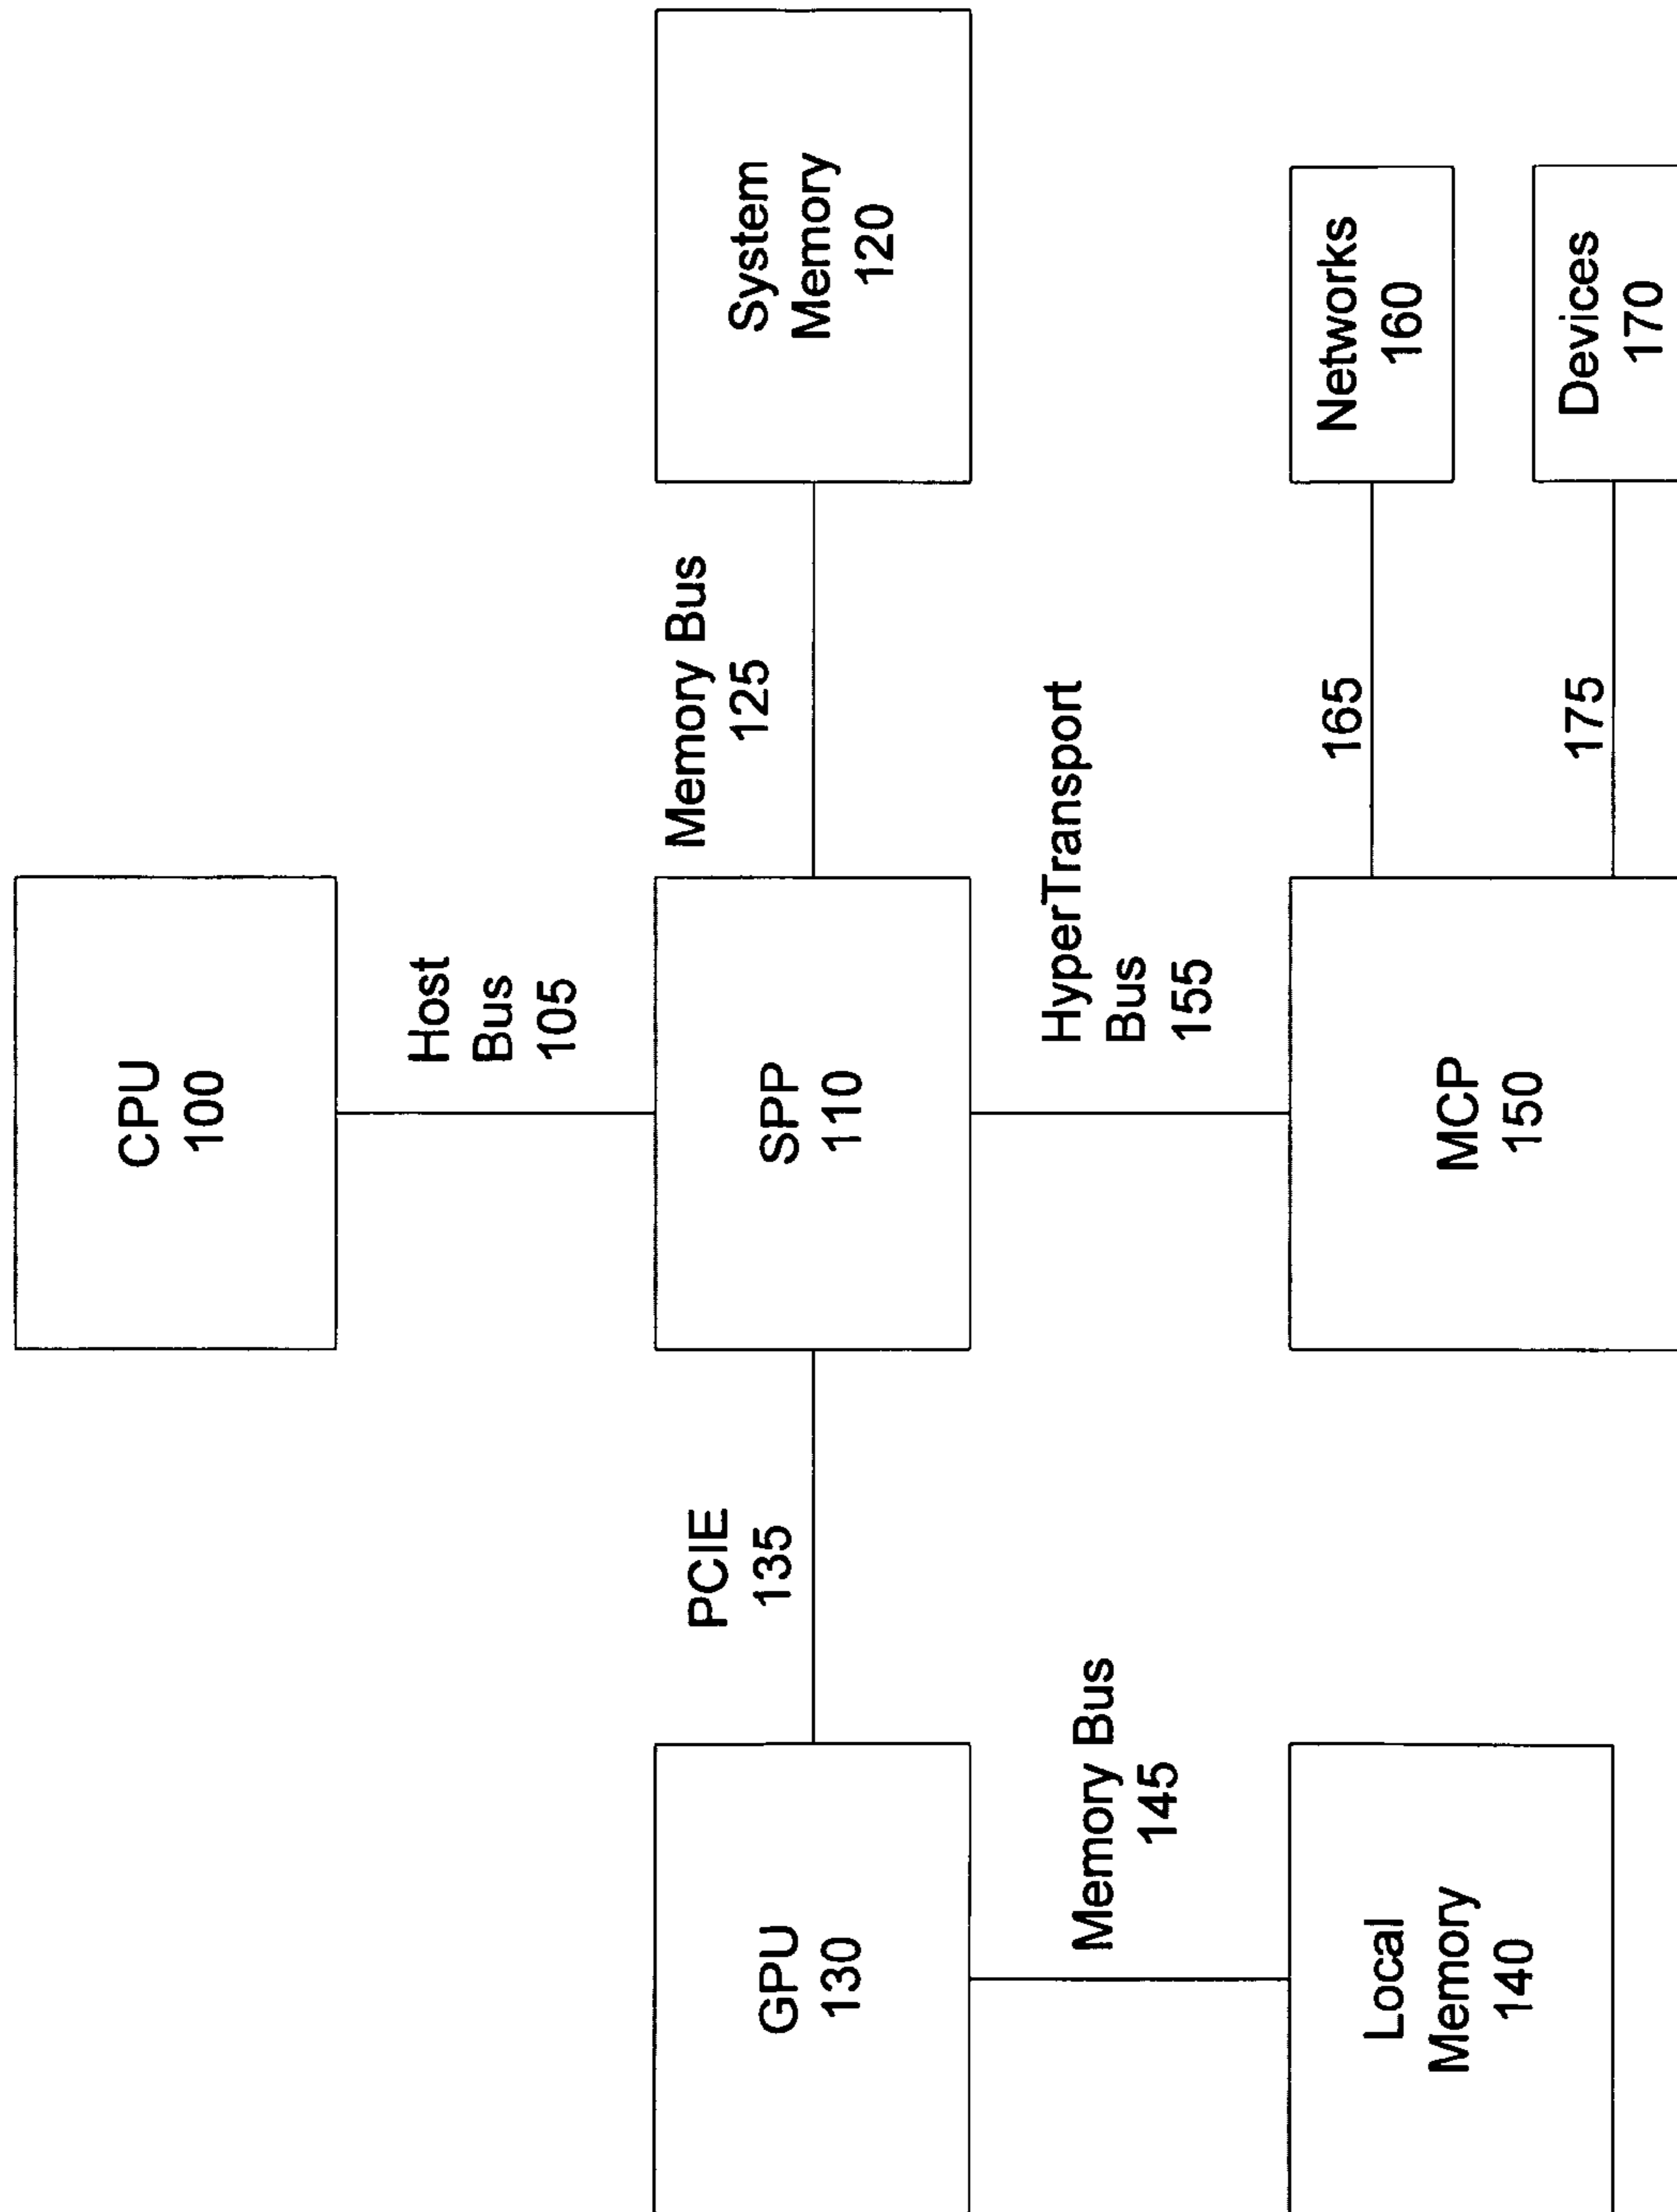 CPU
100
Host
Bus
105
GPU
130
PCIE
135
SPP
110
Memory Bus
125
System
Memory
120
Memory Bus
145
HyperTransport
Bus
155
Local
Memory
140
MCP
150
165
Networks
160
175
Devices
170